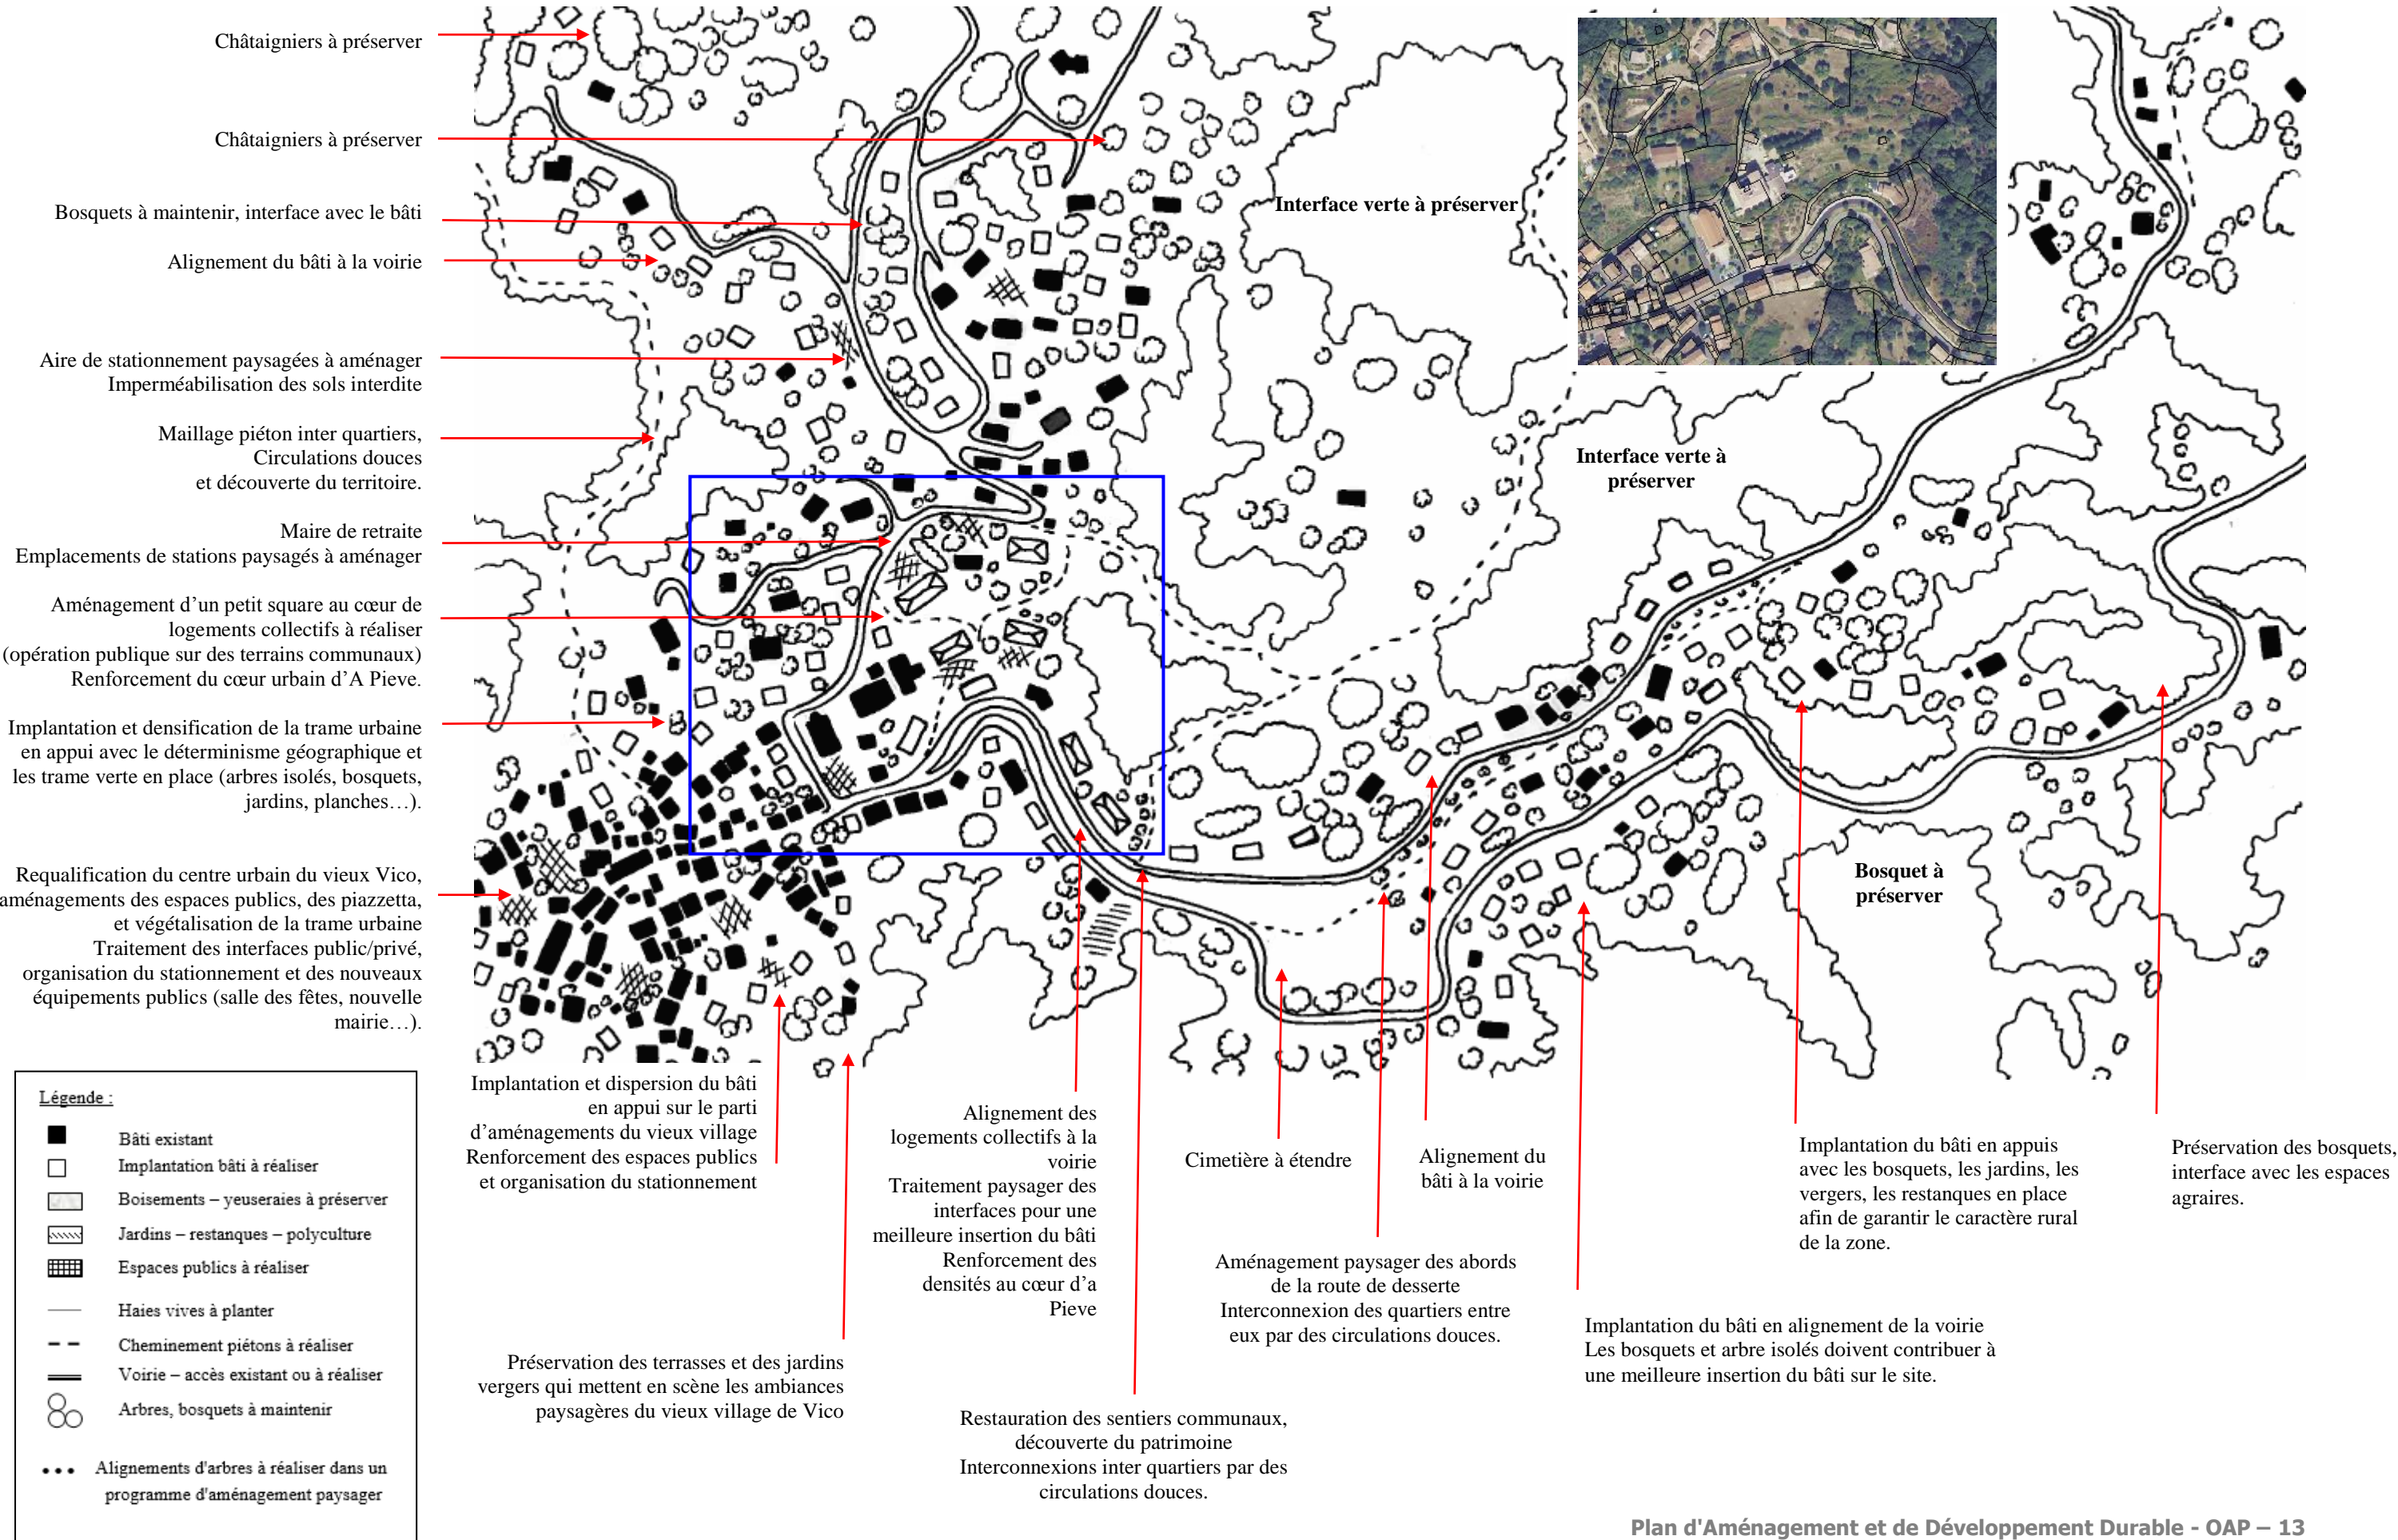 Châtaigniers à préserver
Châtaigniers à préserver
Bosquets à maintenir, interface avec le bâti
Alignement du bâti à la voirie
Aire de stationnement paysagées à aménager
Imperméabilisation des sols interdite
Maillage piéton inter quartiers,
Circulations douces
et découverte du territoire.
Maire de retraite
Emplacements de stations paysagés à aménager
Aménagement d’un petit square au cœur de
logements collectifs à réaliser
(opération publique sur des terrains communaux)
Renforcement du cœur urbain d’A Pieve.
Implantation et densification de la trame urbaine
en appui avec le déterminisme géographique et
les trame verte en place (arbres isolés, bosquets,
jardins, planches…).
Requalification du centre urbain du vieux Vico,
aménagements des espaces publics, des piazzetta,
et végétalisation de la trame urbaine
Traitement des interfaces public/privé,
organisation du stationnement et des nouveaux
équipements publics (salle des fêtes, nouvelle
mairie…).
Interface verte à préserver
Interface verte à
préserver
Bosquet à
préserver
Légende :
Bâti existant
Implantation bâti à réaliser
Boisements – yeuseraies à préserver
Jardins – restanques – polyculture
Espaces publics à réaliser
Haies vives à planter
Cheminement piétons à réaliser
Voirie – accès existant ou à réaliser
Arbres, bosquets à maintenir
Alignements d'arbres à réaliser dans un
programme d'aménagement paysager
Implantation et dispersion du bâti
en appui sur le parti
d’aménagements du vieux village
Renforcement des espaces publics
et organisation du stationnement
Préservation des terrasses et des jardins
vergers qui mettent en scène les ambiances
paysagères du vieux village de Vico
Alignement des
logements collectifs à la
voirie
Traitement paysager des
interfaces pour une
meilleure insertion du bâti
Renforcement des
densités au cœur d’a
Pieve
Restauration des sentiers communaux,
découverte du patrimoine
Interconnexions inter quartiers par des
circulations douces.
Cimetière à étendre
Aménagement paysager des abords
de la route de desserte
Interconnexion des quartiers entre
eux par des circulations douces.
Alignement du
bâti à la voirie
Implantation du bâti en alignement de la voirie
Les bosquets et arbre isolés doivent contribuer à
une meilleure insertion du bâti sur le site.
Implantation du bâti en appuis
avec les bosquets, les jardins, les
vergers, les restanques en place
afin de garantir le caractère rural
de la zone.
Préservation des bosquets,
interface avec les espaces
agraires.
Plan d'Aménagement et de Développement Durable - OAP – 13